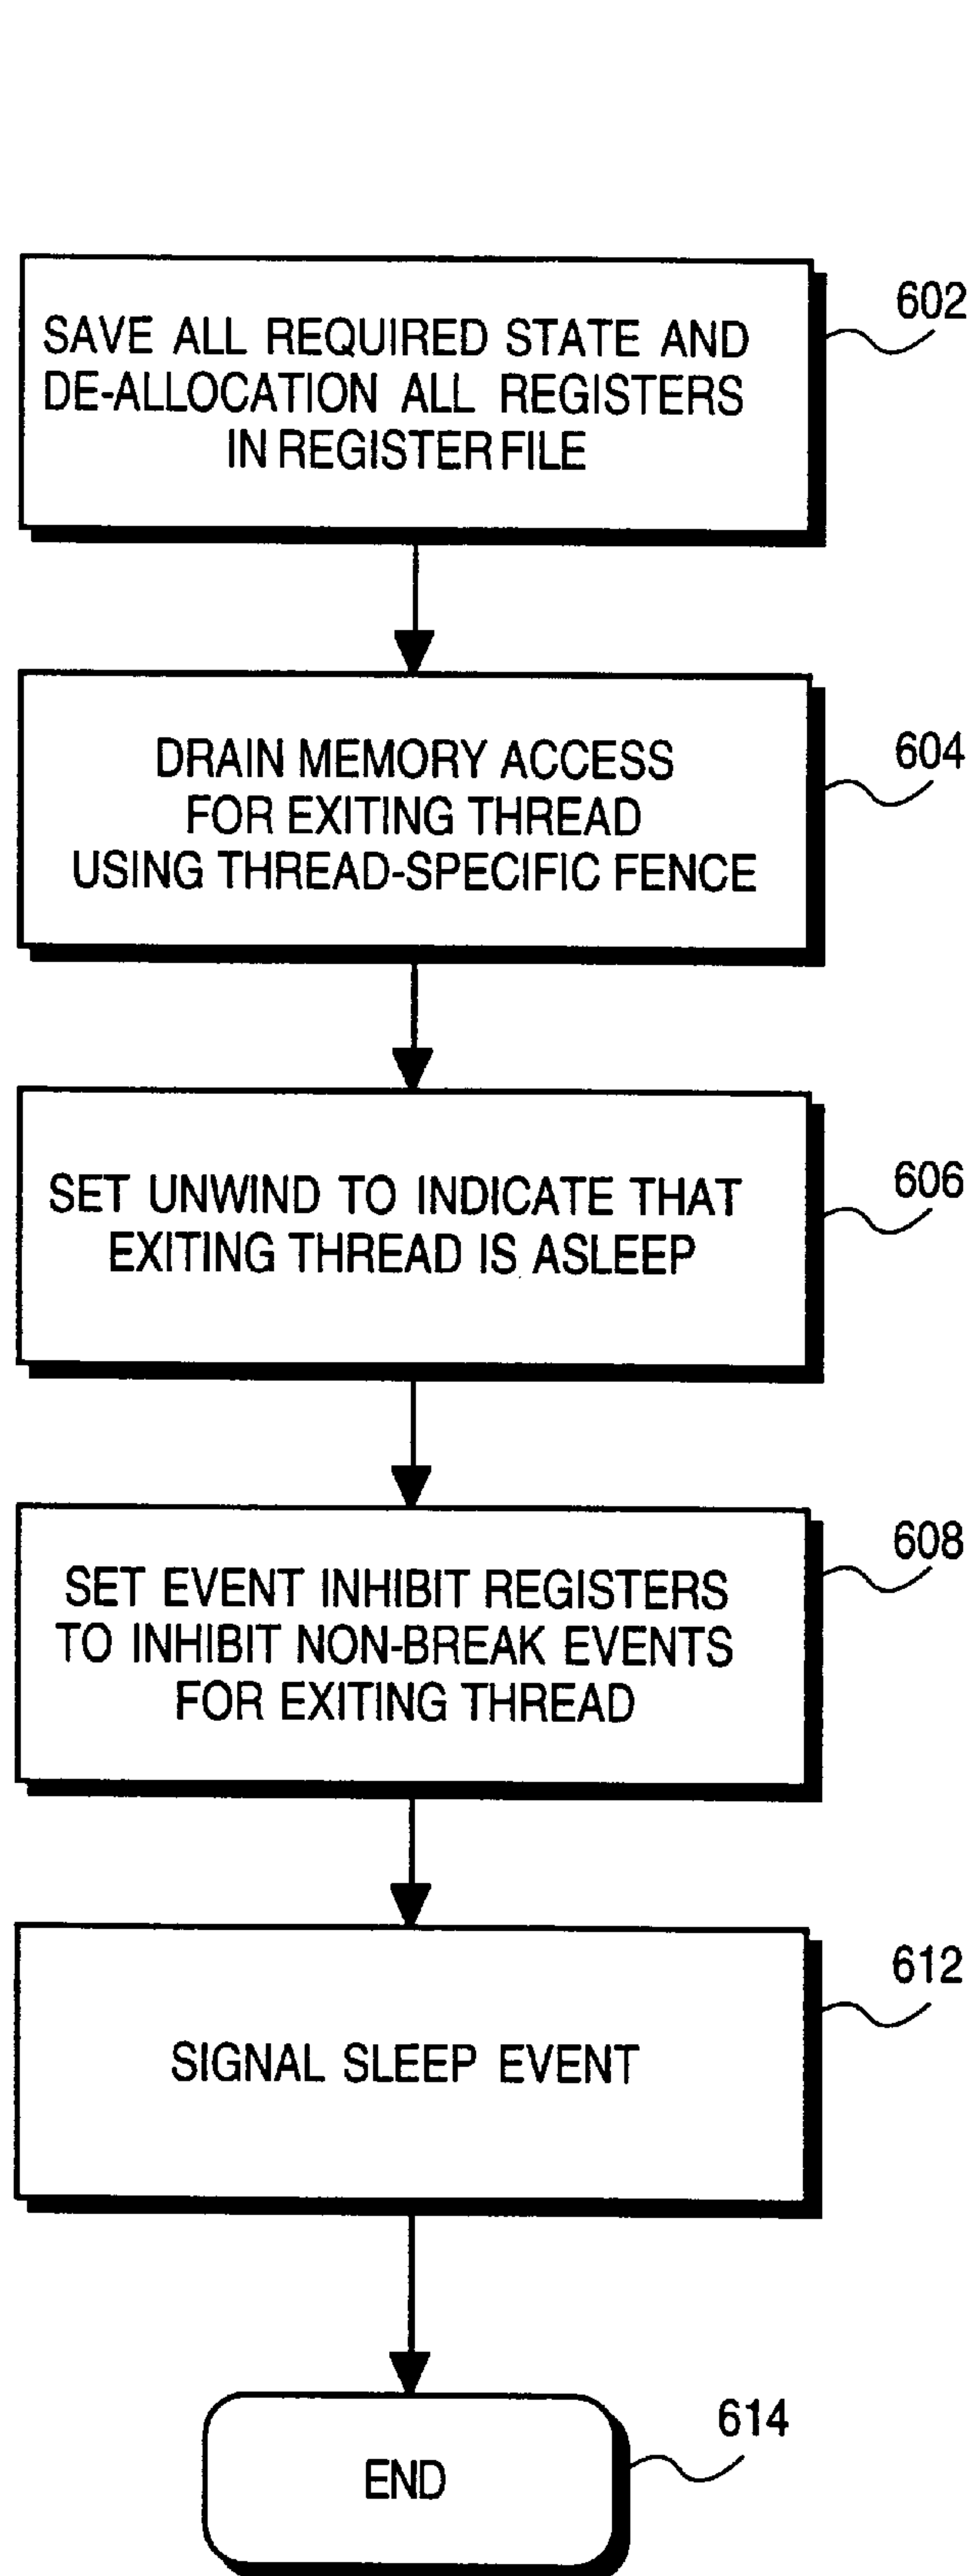 SAVE ALL REQUIRED STATE AND
DE-ALLOCATION ALL REGISTERS
IN REGISTER FILE
602
DRAIN MEMORY ACCESS
FOR EXITING THREAD
USING THREAD-SPECIFIC FENCE
604
SET UNWIND TO INDICATE THAT
EXITING THREAD IS ASLEEP
606
SET EVENT INHIBIT REGISTERS
TO INHIBIT NON-BREAK EVENTS
FOR EXITING THREAD
608
SIGNAL SLEEP EVENT
612
END
614